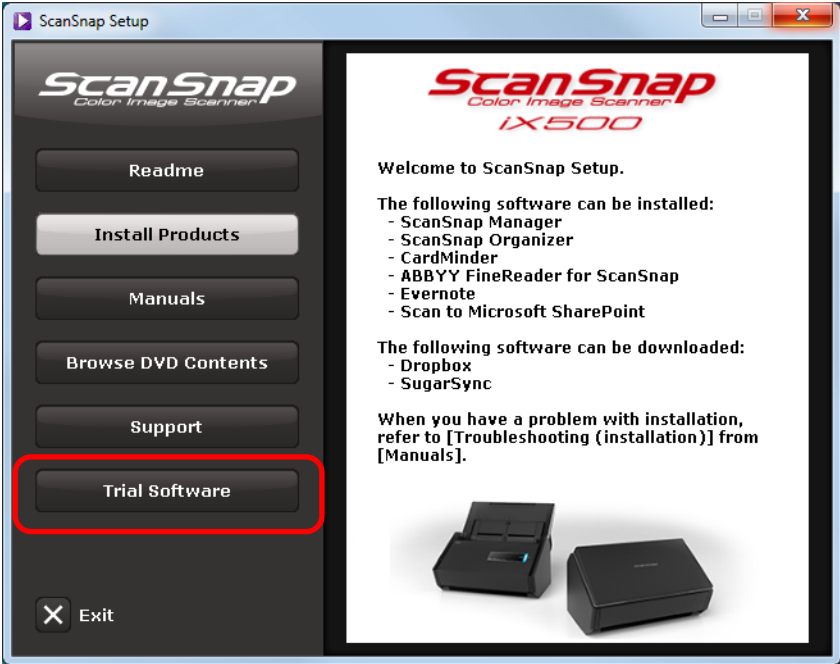 ScanSnap Setup
ScanSnap
Color Image Scanner
Readme
Install Products
Manuals
Browse DVD Contents
Support
Trial Software
Exit
ScanSnap
Color Image Scanner
iX500
Welcome to ScanSnap Setup.
The following software can be installed:
- ScanSnap Manager
- ScanSnap Organizer
- CardMinder
- ABBYY FineReader for ScanSnap
- Evernote
- Scan to Microsoft SharePoint
The following software can be downloaded:
- Dropbox
- SugarSync
When you have a problem with installation,
refer to [Troubleshooting (installation)] from
[Manuals].